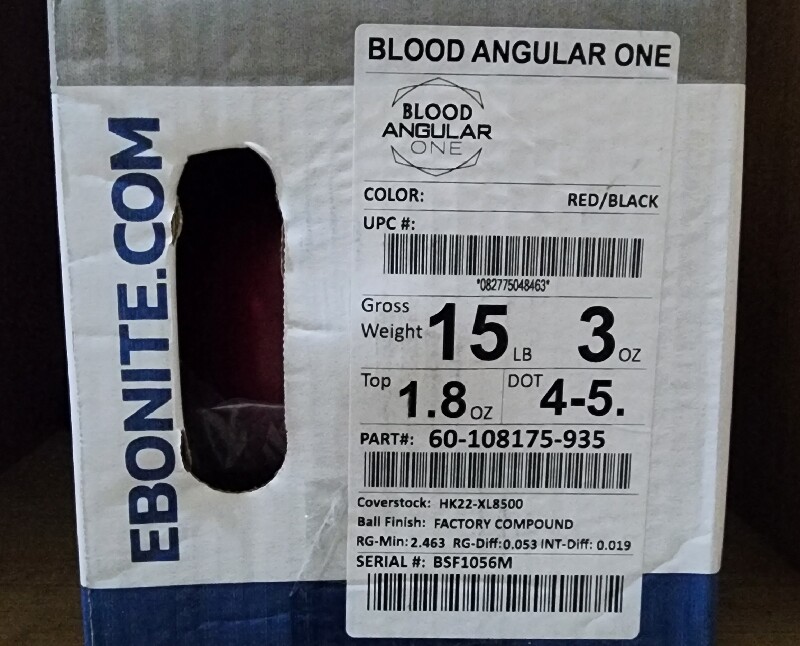 EBONITE.COM
BLOOD ANGULAR ONE
BLOOD
ANGULAR
ONE
COLOR: RED/BLACK
UPC #:
*082775048463*
Gross Weight 15 LB 3 OZ
Top 1.8 OZ DOT 4-5.
PART#: 60-108175-935
Coverstock: HK22-XL8500
Ball Finish: FACTORY COMPOUND
RG-Min: 2.463 RG-Diff: 0.053 INT-Diff: 0.019
SERIAL #: BSF1056M